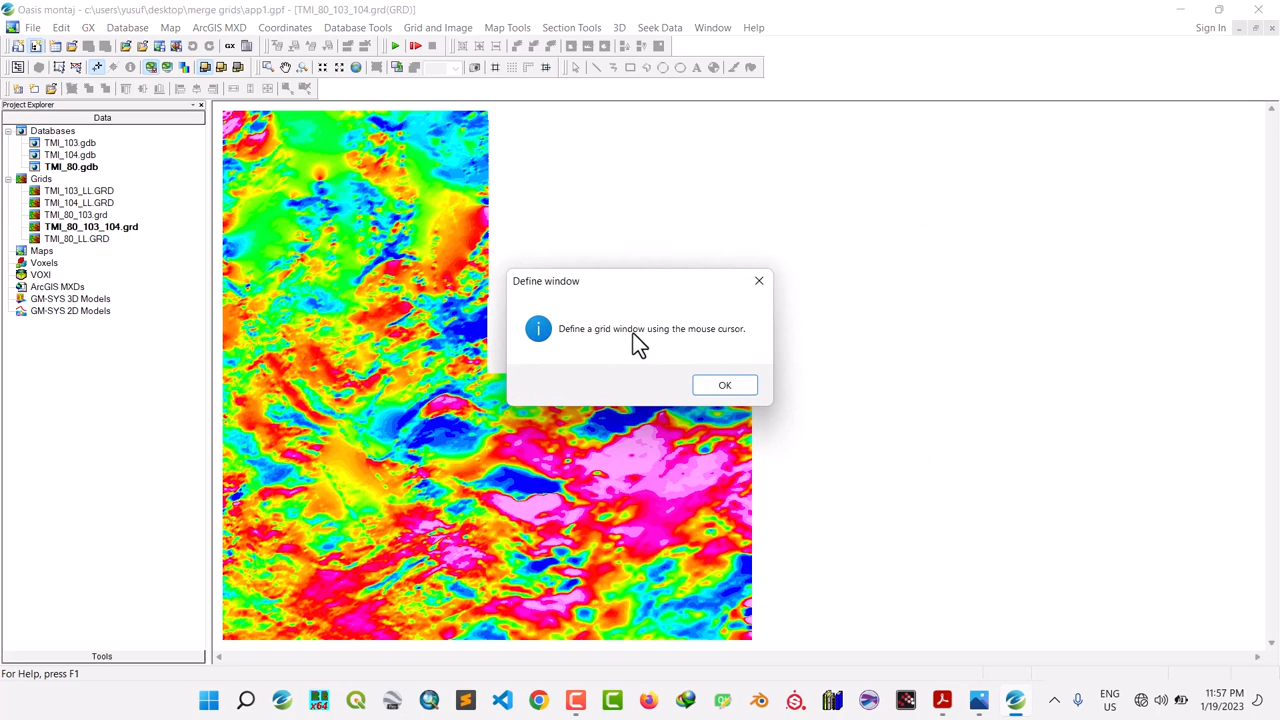 Oasis montaj - c:\users\yusuf\desktop\merge grids\app1.gpf - [TMI_80_103_104.grd(GRD)]
File Edit GX Database Map ArcGIS MXD Coordinates Database Tools Grid and Image Map Tools Section Tools 3D Seek Data Window Help Sign In
GX
Project Explorer
Data
Databases
TMI_103.gdb
TMI_104.gdb
TMI_80.gdb
Grids
TMI_103_LL.GRD
TMI_104_LL.GRD
TMI_80_103.grd
TMI_80_103_104.grd
TMI_80_LL.GRD
Maps
Voxels
VOXI
ArcGIS MXDs
GM-SYS 3D Models
GM-SYS 2D Models
Define window
Define a grid window using the mouse cursor.
OK
Tools
For Help, press F1
ENG
US
11:57 PM
1/19/2023